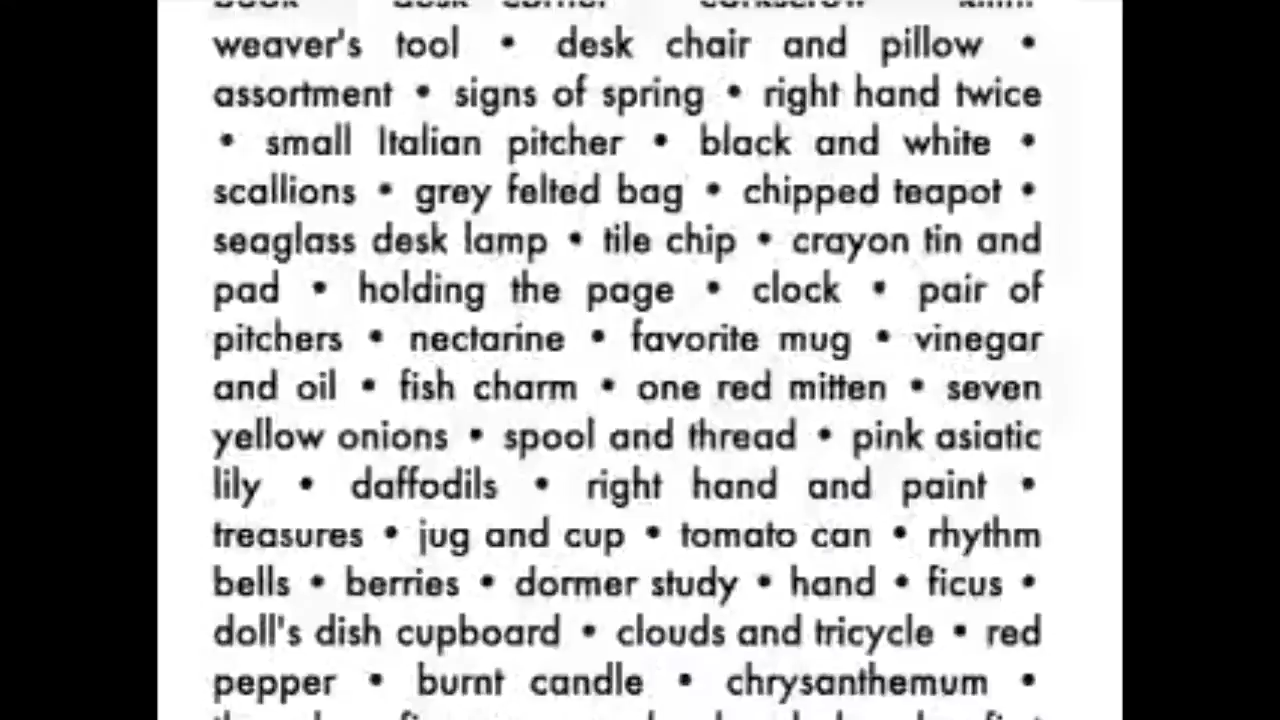 weaver's tool • desk chair and pillow •
assortment • signs of spring • right hand twice
• small Italian pitcher • black and white •
scallions • grey felted bag • chipped teapot •
seaglass desk lamp • tile chip • crayon tin and
pad • holding the page • clock • pair of
pitchers • nectarine • favorite mug • vinegar
and oil • fish charm • one red mitten • seven
yellow onions • spool and thread • pink asiatic
lily • daffodils • right hand and paint •
treasures • jug and cup • tomato can • rhythm
bells • berries • dormer study • hand • ficus •
doll's dish cupboard • clouds and tricycle • red
pepper • burnt candle • chrysanthemum •